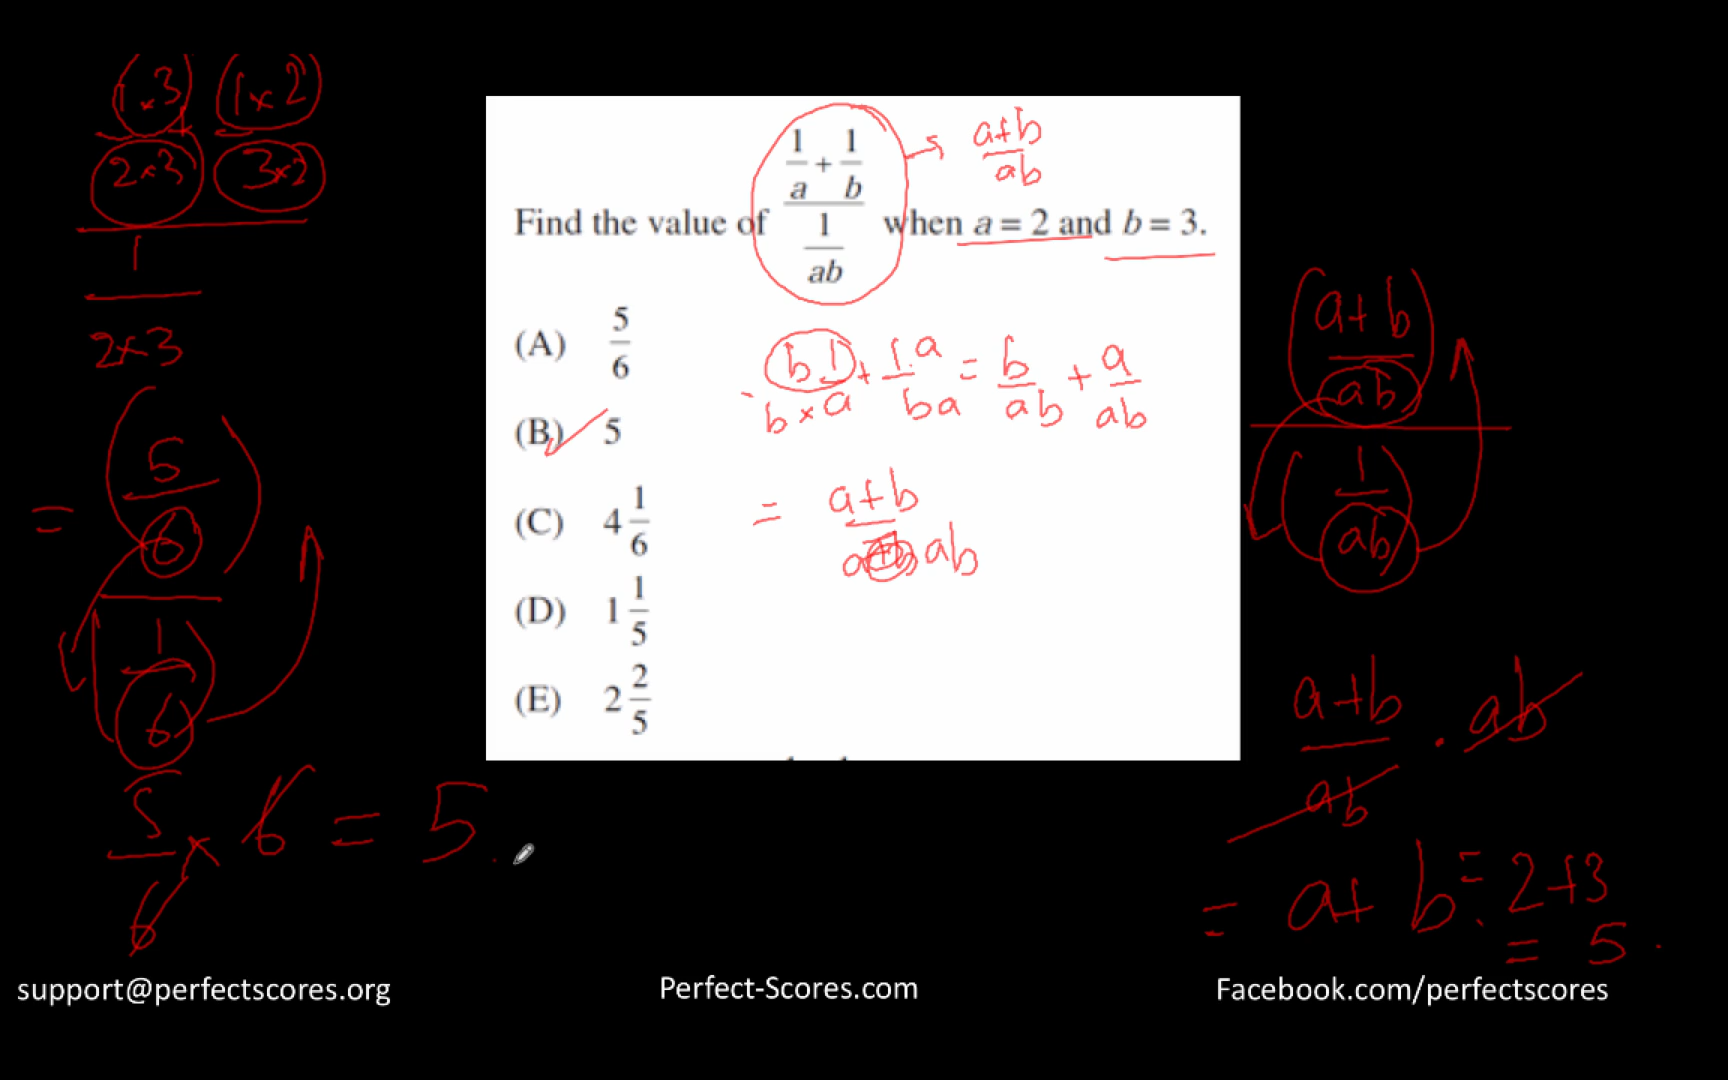 (1 × 3) + (1 × 2)
2×3 3×2
1
2×3
= (5/6)
(1/6)
5/6 × 6 = 5.
1/a + 1/b
Find the value of 1/ab when a = 2 and b = 3.
→ a+b/ab
(A) 5/6
(B) 5
(C) 4 1/6
(D) 1 1/5
(E) 2 2/5
b·1/b×a + 1·a/ba = b/ab + a/ab
= a+b/ab
(a+b/ab)
(1/ab)
a+b/ab · ab
= a+b = 2+3
= 5.
support@perfectscores.org
Perfect-Scores.com
Facebook.com/perfectscores